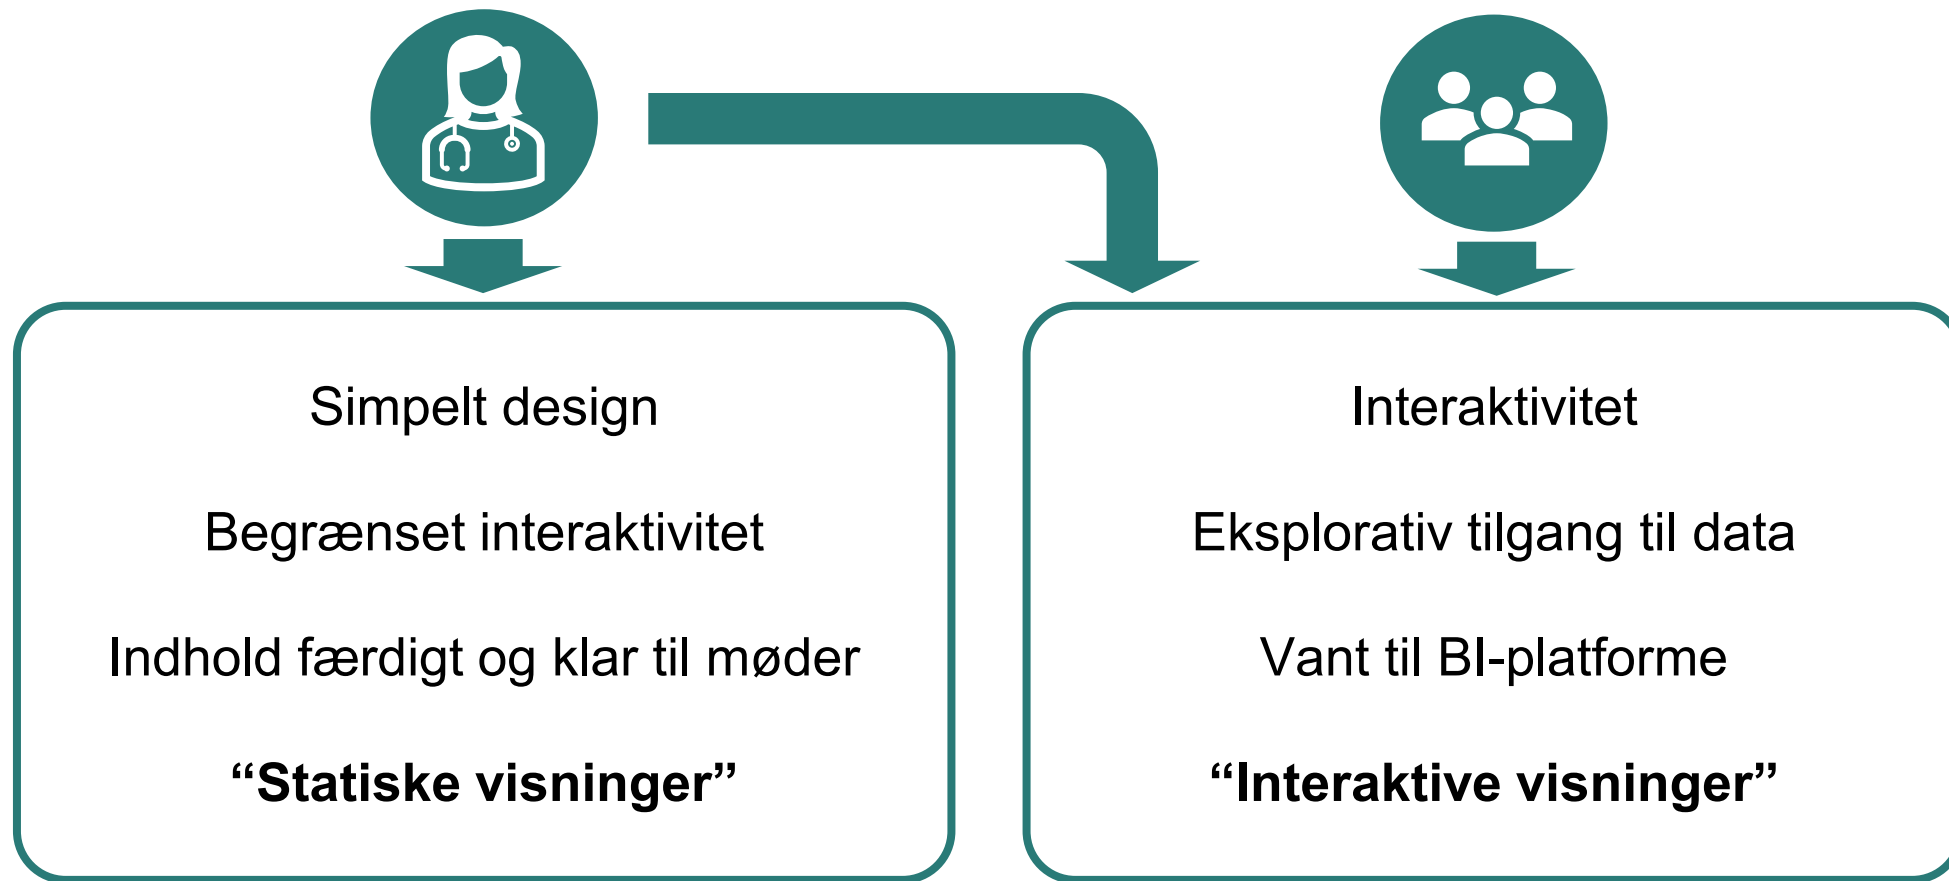 Simpelt design
Begrænset interaktivitet
Indhold færdigt og klar til møder
“Statiske visninger”
Interaktivitet
Eksplorativ tilgang til data
Vant til BI-platforme
“Interaktive visninger”